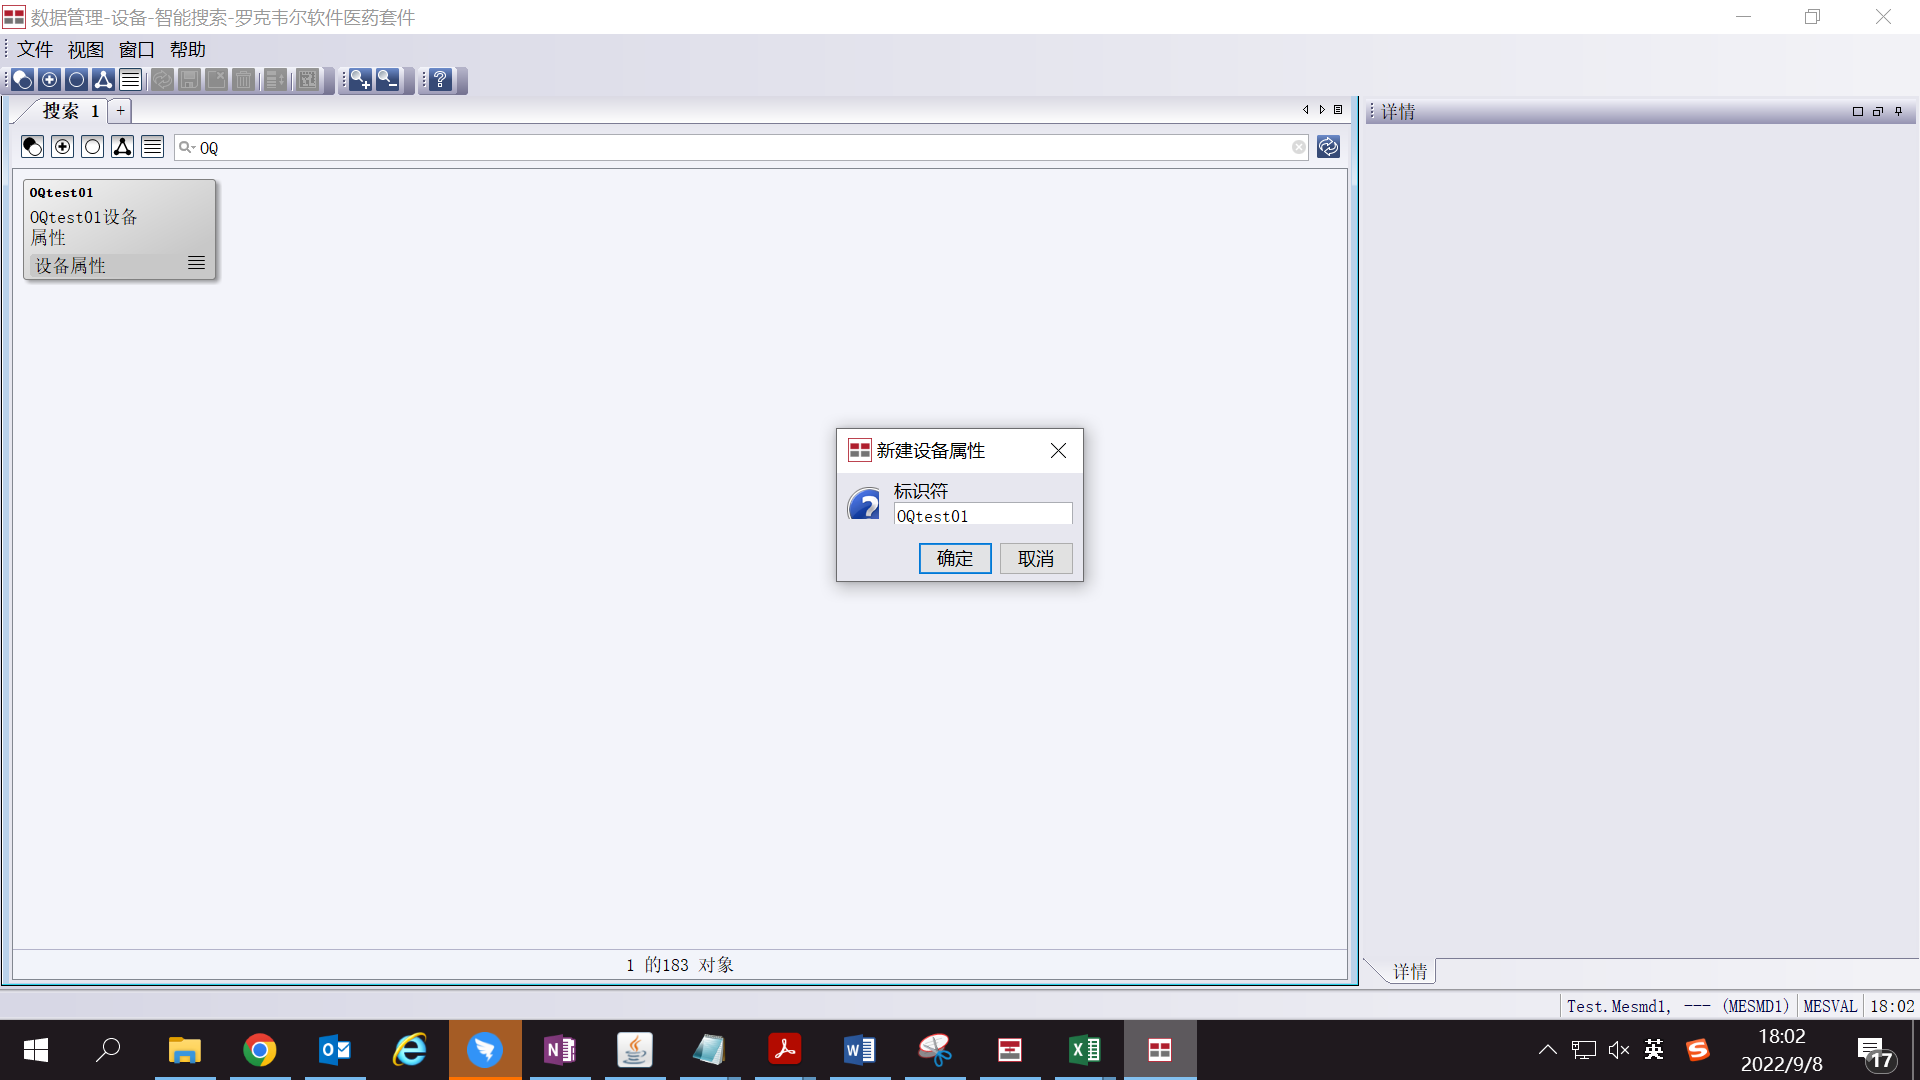 数据管理-设备-智能搜索-罗克韦尔软件医药套件
文件 视图 窗口 帮助
搜索 1 +
详情
OQ
OQtest01
OQtest01设备
属性
设备属性
新建设备属性
标识符
OQtest01
确定 取消
1 的183 对象
详情
Test.Mesmd1, --- (MESMD1) MESVAL 18:02
英
18:02
2022/9/8
17